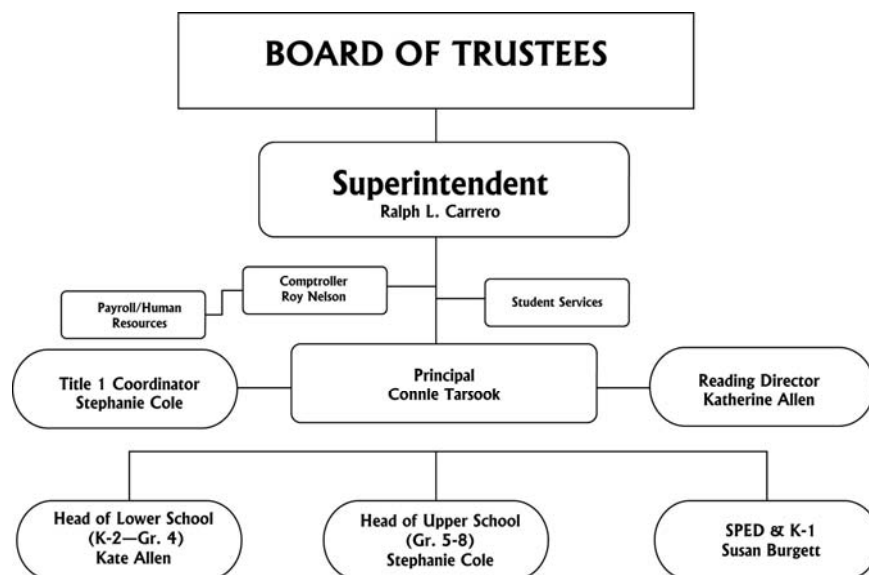 BOARD OF TRUSTEES
Superintendent
Ralph L. Carrero
Comptroller
Roy Nelson
Payroll/Human
Resources
Student Services
Title 1 Coordinator
Stephanie Cole
Principal
Connie Tarsook
Reading Director
Katherine Allen
Head of Lower School
(K-2—Gr. 4)
Kate Allen
Head of Upper School
(Gr. 5-8)
Stephanie Cole
SPED & K-1
Susan Burgett